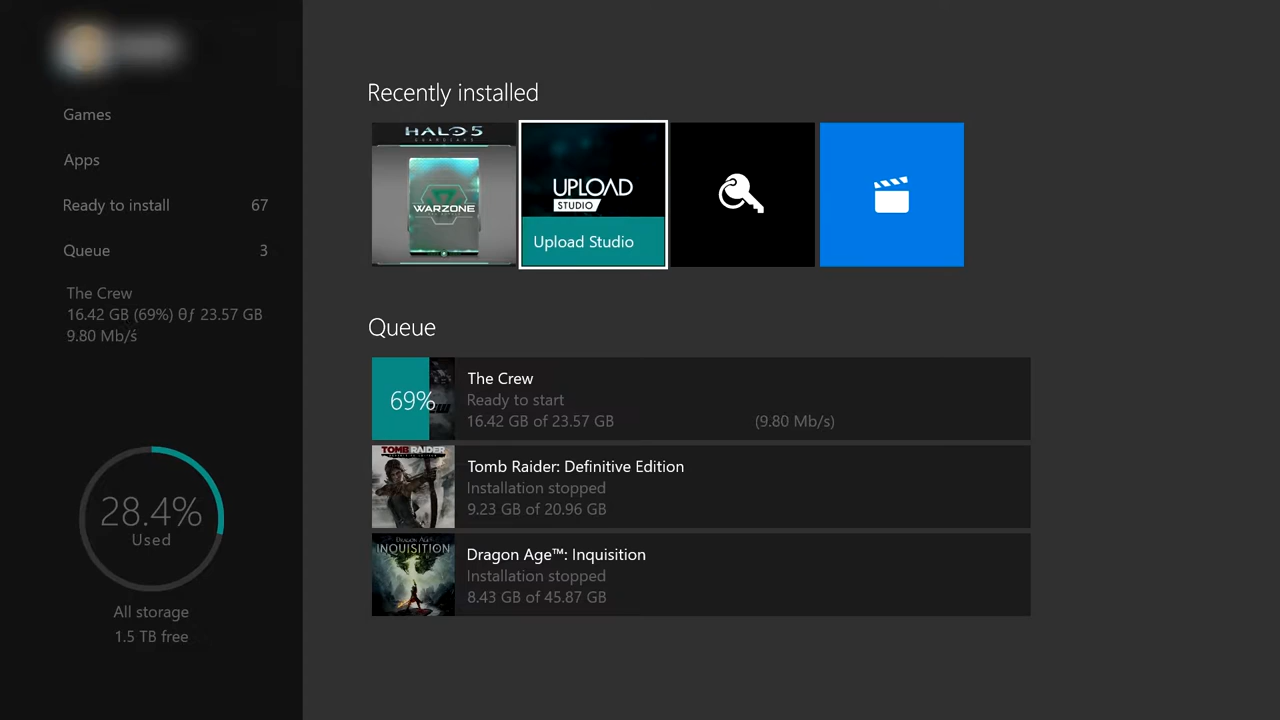 Games
Apps
Ready to install 67
Queue 3
The Crew
16.42 GB (69%) θƒ 23.57 GB
9.80 Mb/ś
28.4%
Used
All storage
1.5 TB free
Recently installed
HALO 5
GUARDIANS
WARZONE
UPLOAD
STUDIO
Upload Studio
Queue
69%
The Crew
Ready to start
16.42 GB of 23.57 GB (9.80 Mb/s)
TOMB RAIDER
Tomb Raider: Definitive Edition
Installation stopped
9.23 GB of 20.96 GB
DRAGON AGE
INQUISITION
Dragon Age™: Inquisition
Installation stopped
8.43 GB of 45.87 GB